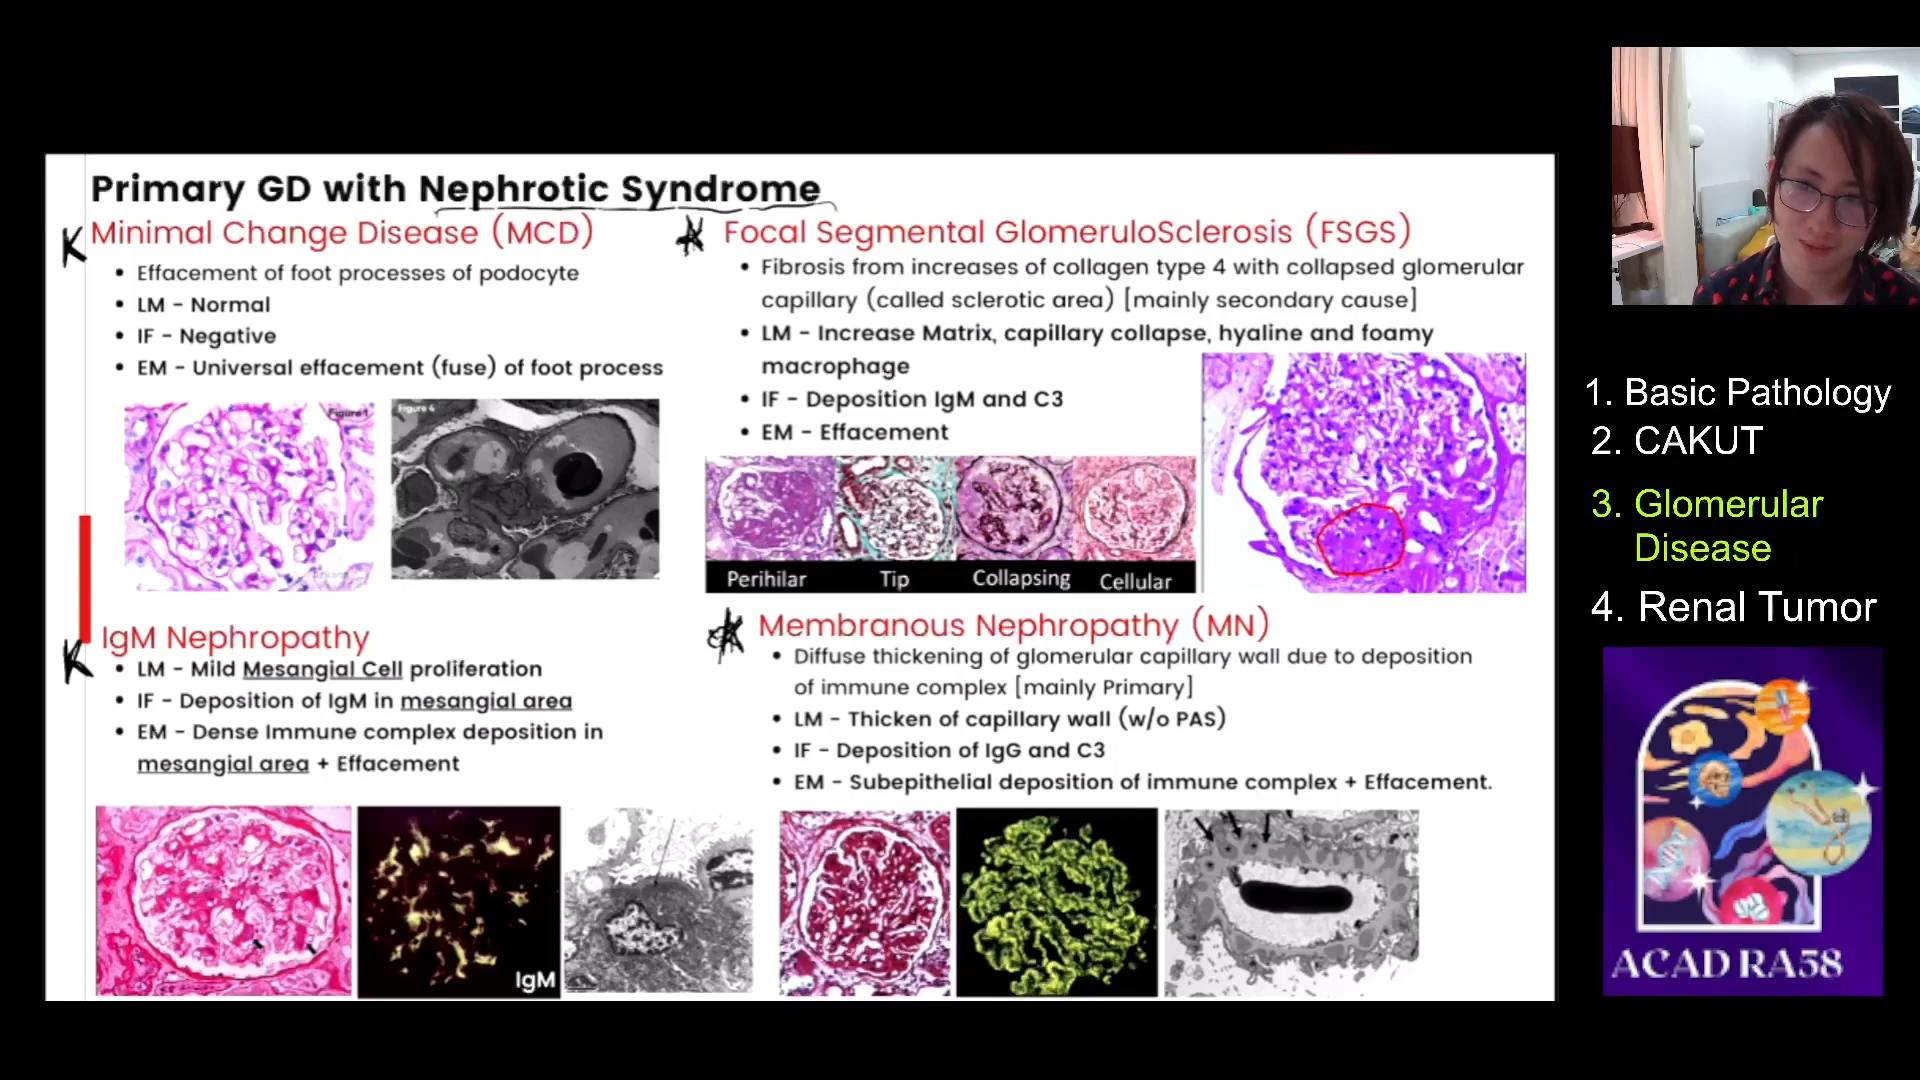 Primary GD with Nephrotic Syndrome
K
Minimal Change Disease (MCD)
• Effacement of foot processes of podocyte
• LM - Normal
• IF - Negative
• EM - Universal effacement (fuse) of foot process
Figure 1
Figure 4
Focal Segmental GlomeruloSclerosis (FSGS)
• Fibrosis from increases of collagen type 4 with collapsed glomerular
capillary (called sclerotic area) [mainly secondary cause]
• LM - Increase Matrix, capillary collapse, hyaline and foamy
macrophage
• IF - Deposition IgM and C3
• EM - Effacement
Perihilar
Tip
Collapsing
Cellular
K
IgM Nephropathy
• LM - Mild Mesangial Cell proliferation
• IF - Deposition of IgM in mesangial area
• EM - Dense Immune complex deposition in
mesangial area + Effacement
IgM
Membranous Nephropathy (MN)
• Diffuse thickening of glomerular capillary wall due to deposition
of immune complex [mainly Primary]
• LM - Thicken of capillary wall (w/o PAS)
• IF - Deposition of IgG and C3
• EM - Subepithelial deposition of immune complex + Effacement.
1. Basic Pathology
2. CAKUT
3. Glomerular
Disease
4. Renal Tumor
ACAD RA58